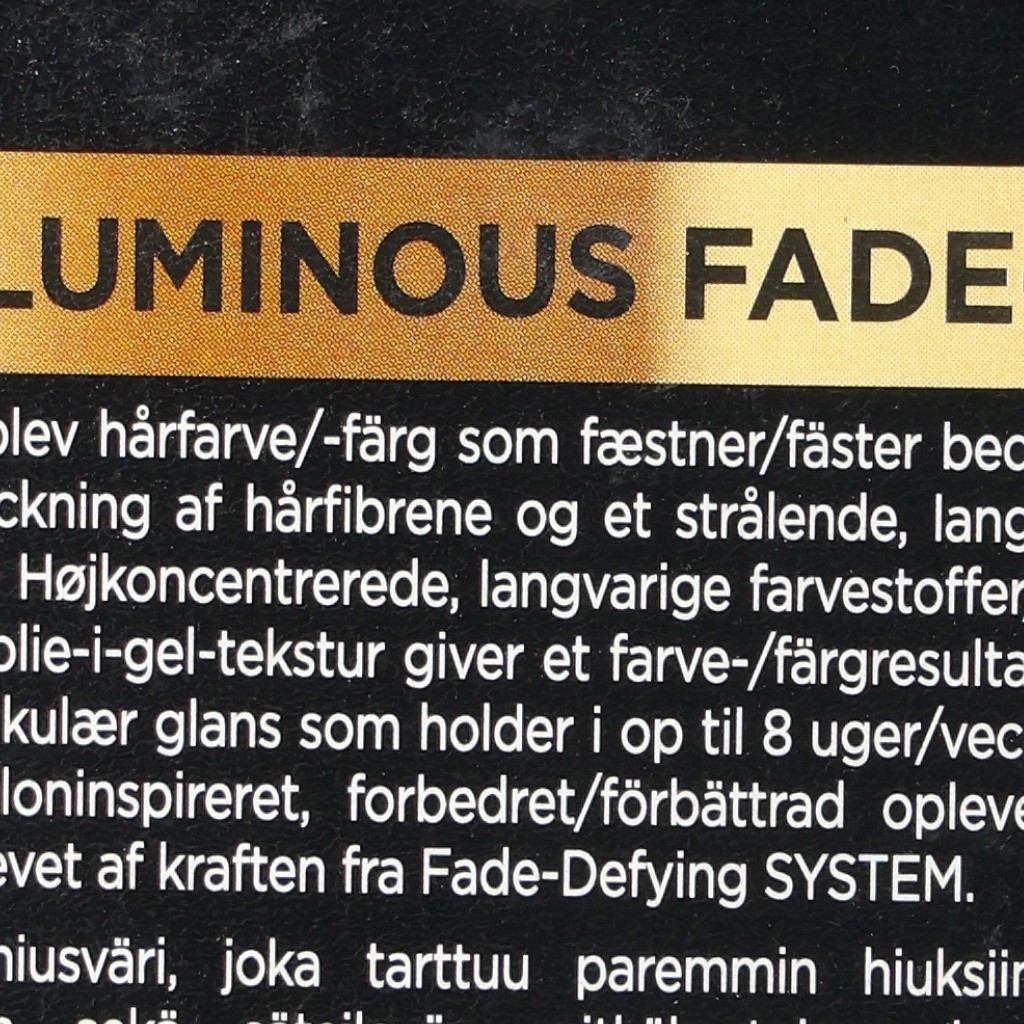 LUMINOUS FADE
plev hårfarve/-färg som fæstner/fäster bed
ckning af hårfibrene og et strålende, lang
Højkoncentrerede, langvarige farvestoffer,
olie-i-gel-tekstur giver et farve-/färgresulta
kulær glans som holder i op til 8 uger/vec
loninspireret, forbedret/förbättrad opleve
evet af kraften fra Fade-Defying SYSTEM.
hiusväri, joka tarttuu paremmin hiuksiin
sekä